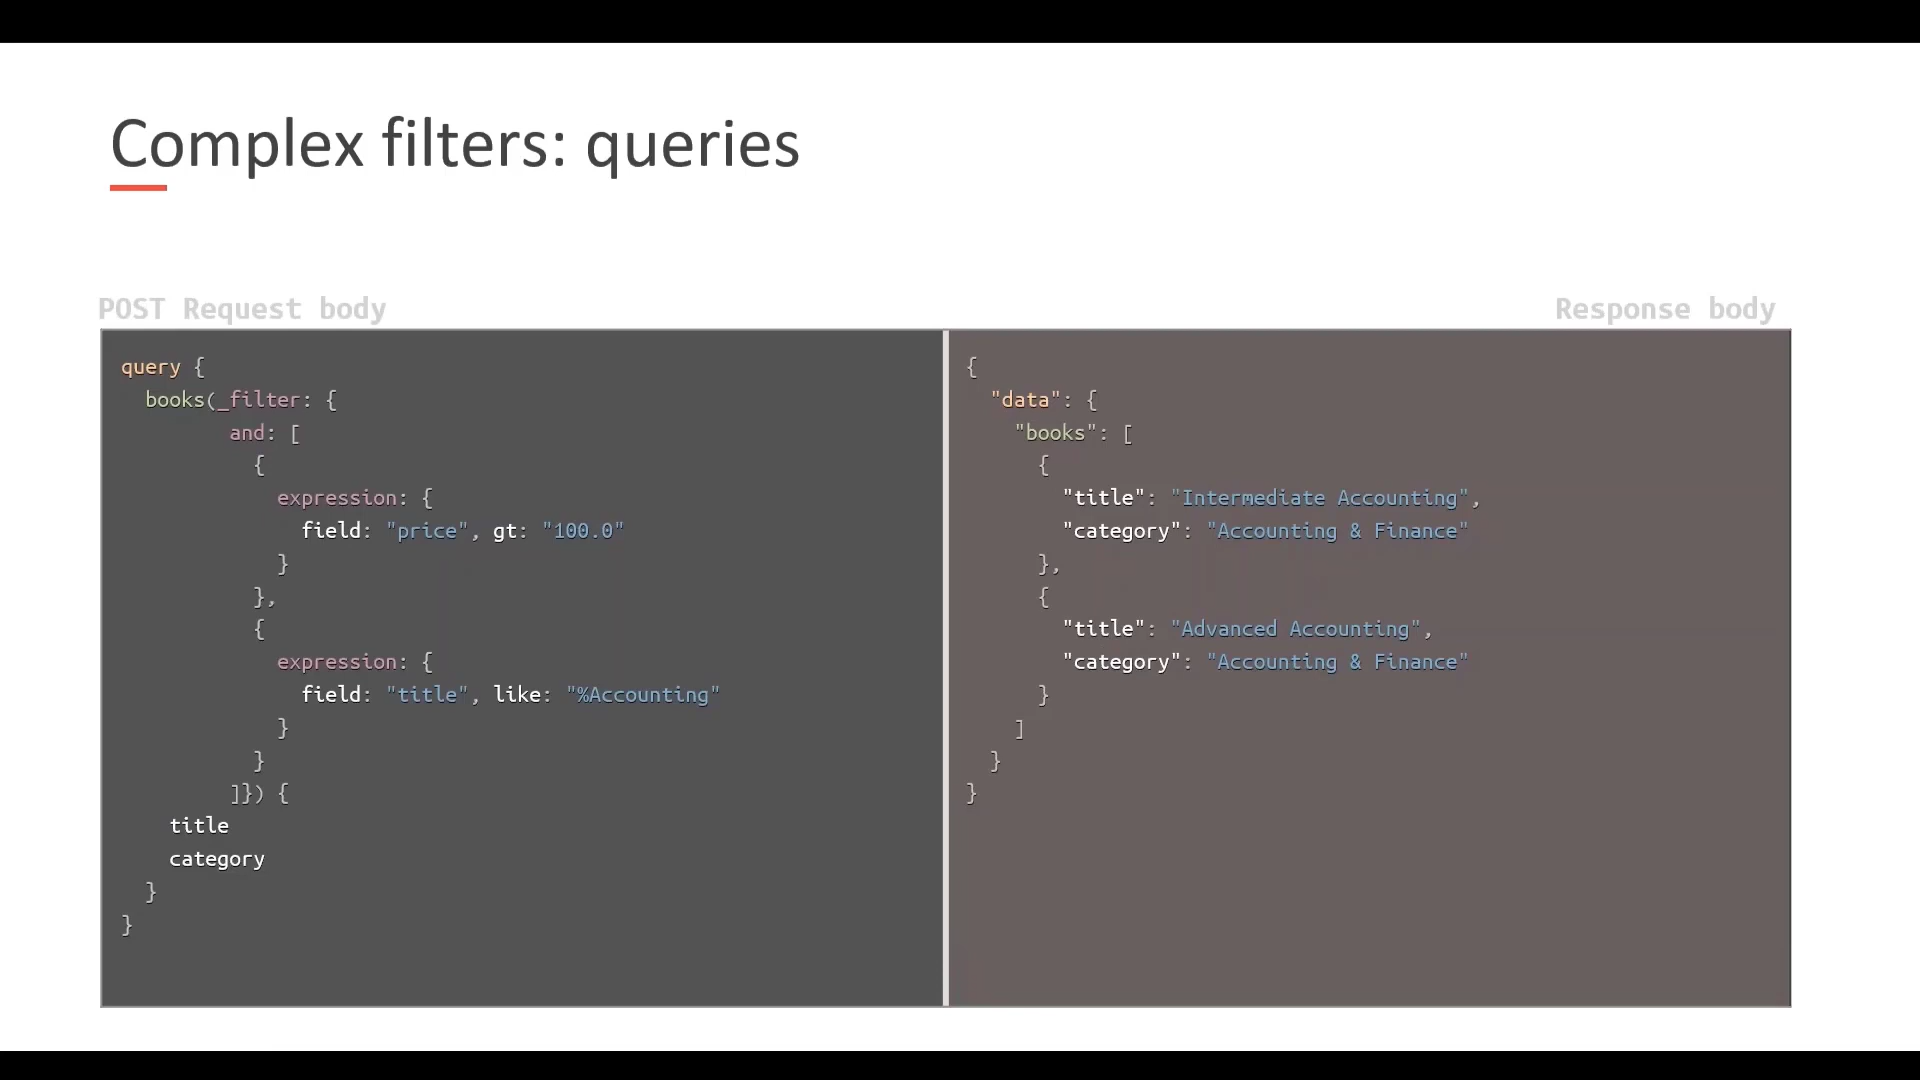 Complex filters: queries
POST Request body
query {
  books(_filter: {
         and: [
           {
             expression: {
               field: "price", gt: "100.0"
             }
           },
           {
             expression: {
               field: "title", like: "%Accounting"
             }
           }
         ]}) {
    title
    category
  }
}
Response body
{
  "data": {
    "books": [
      {
        "title": "Intermediate Accounting",
        "category": "Accounting & Finance"
      },
      {
        "title": "Advanced Accounting",
        "category": "Accounting & Finance"
      }
    ]
  }
}